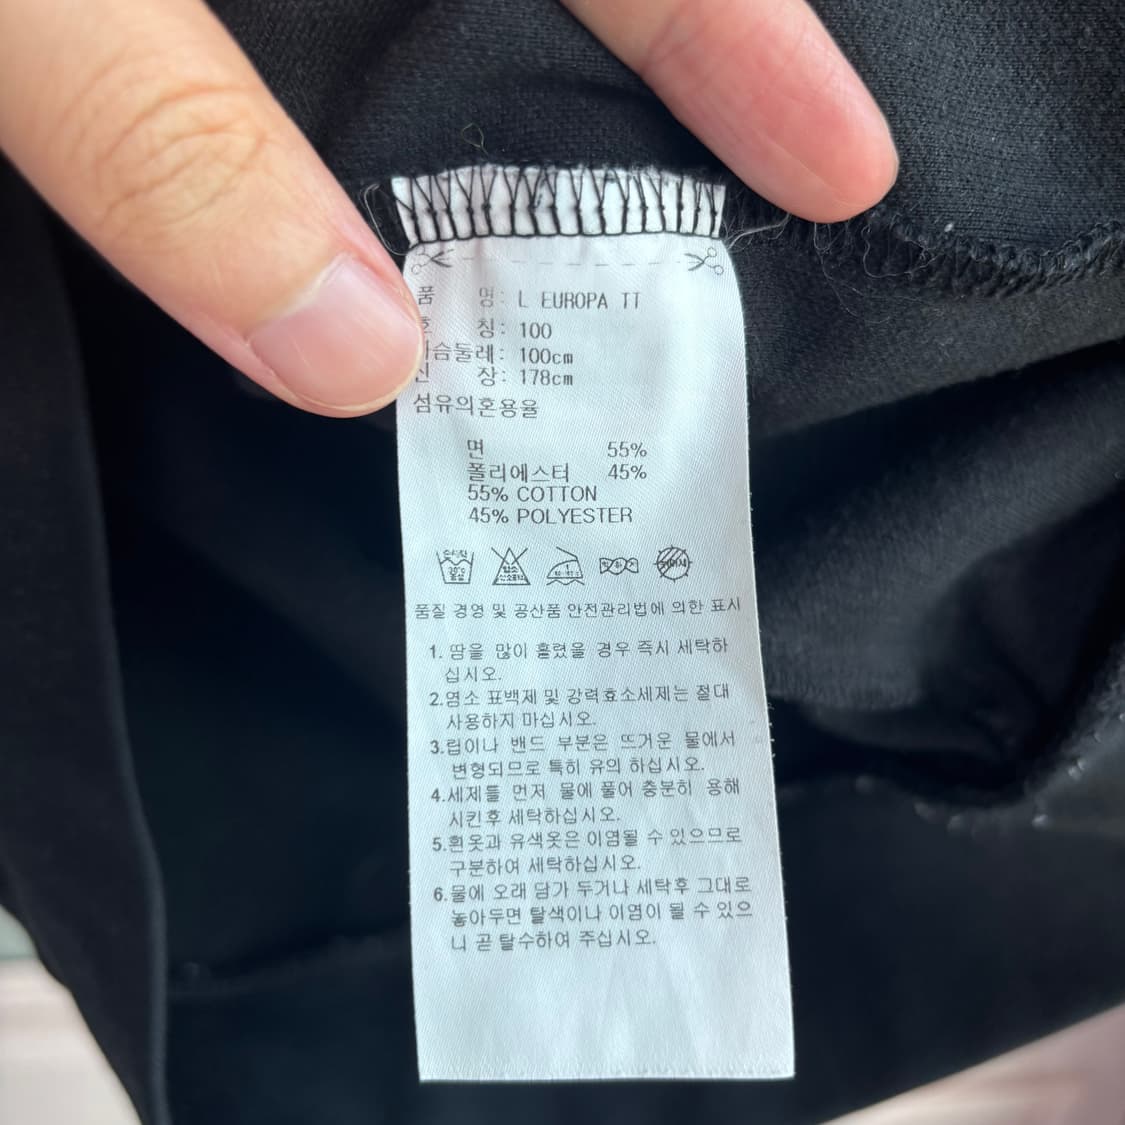 품 명: L EUROPA TT
칭: 100
슴둘레: 100cm
장: 178cm
섬유의혼용율
면 55%
폴리에스터 45%
55% COTTON
45% POLYESTER
품질 경영 및 공산품 안전관리법에 의한 표시
1. 땀을 많이 흘렸을 경우 즉시 세탁하
십시오.
2.염소 표백제 및 강력효소세제는 절대
사용하지 마십시오.
3.립이나 밴드 부분은 뜨거운 물에서
변형되므로 특히 유의 하십시오.
4.세제를 먼저 물에 풀어 충분히 용해
시킨후 세탁하십시오.
5.흰옷과 유색옷은 이염될 수 있으므로
구분하여 세탁하십시오.
6.물에 오래 담가 두거나 세탁후 그대로
놓아두면 탈색이나 이염이 될 수 있으
니 곧 탈수하여 주십시오.